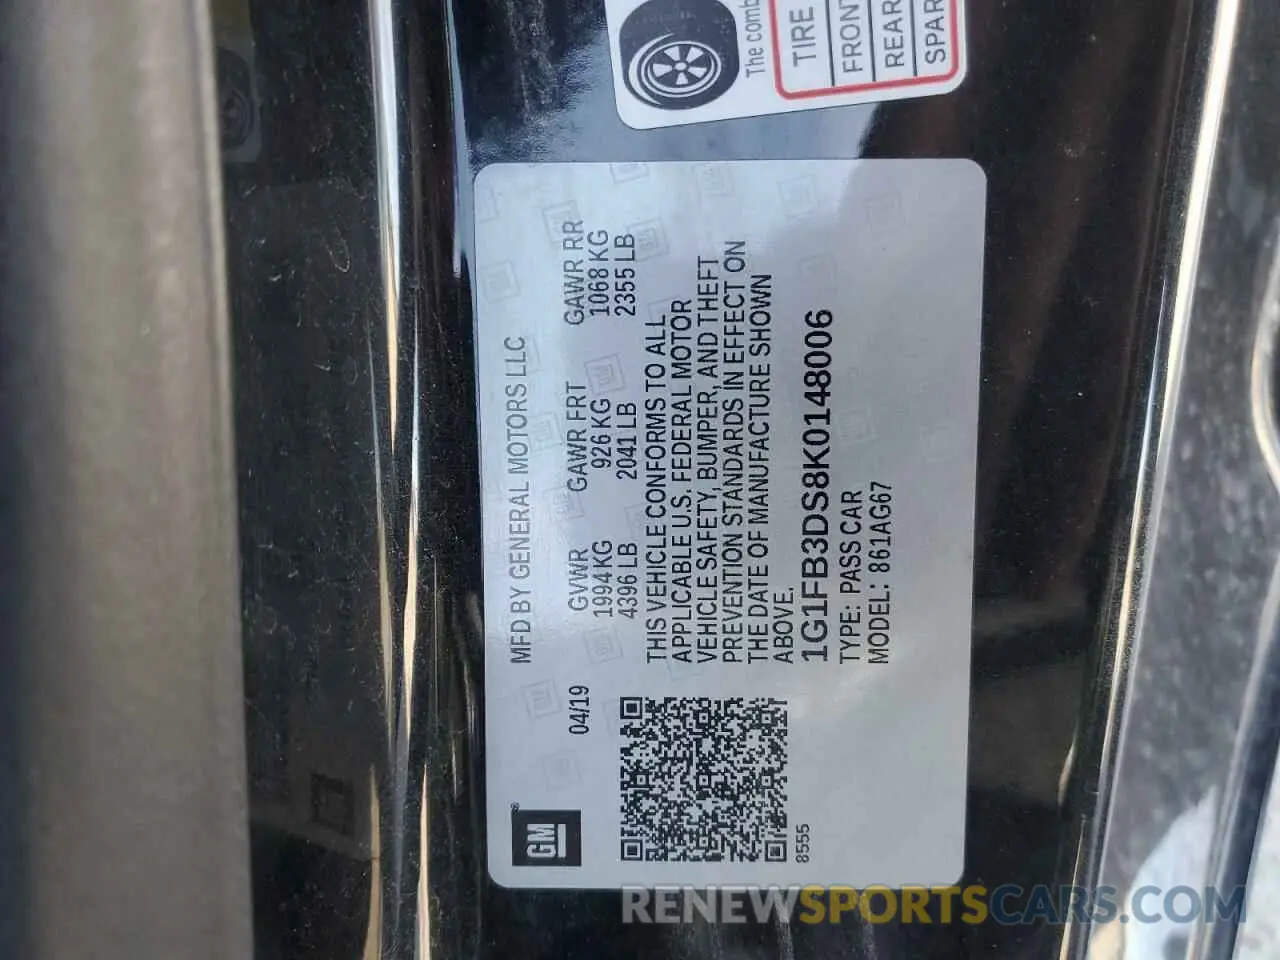 The comb
TIRE
FRONT
REAR
SPAR
MFD BY GENERAL MOTORS LLC
04/19
GVWR GAWR FRT GAWR RR
1994 KG 926 KG 1068 KG
4396 LB 2041 LB 2355 LB
THIS VEHICLE CONFORMS TO ALL
APPLICABLE U.S. FEDERAL MOTOR
VEHICLE SAFETY, BUMPER, AND THEFT
PREVENTION STANDARDS IN EFFECT ON
THE DATE OF MANUFACTURE SHOWN
ABOVE.
1G1FB3DS8K0148006
TYPE: PASS CAR
MODEL: 861AG67
GM
8555
RENEWSPORTSCARS.COM